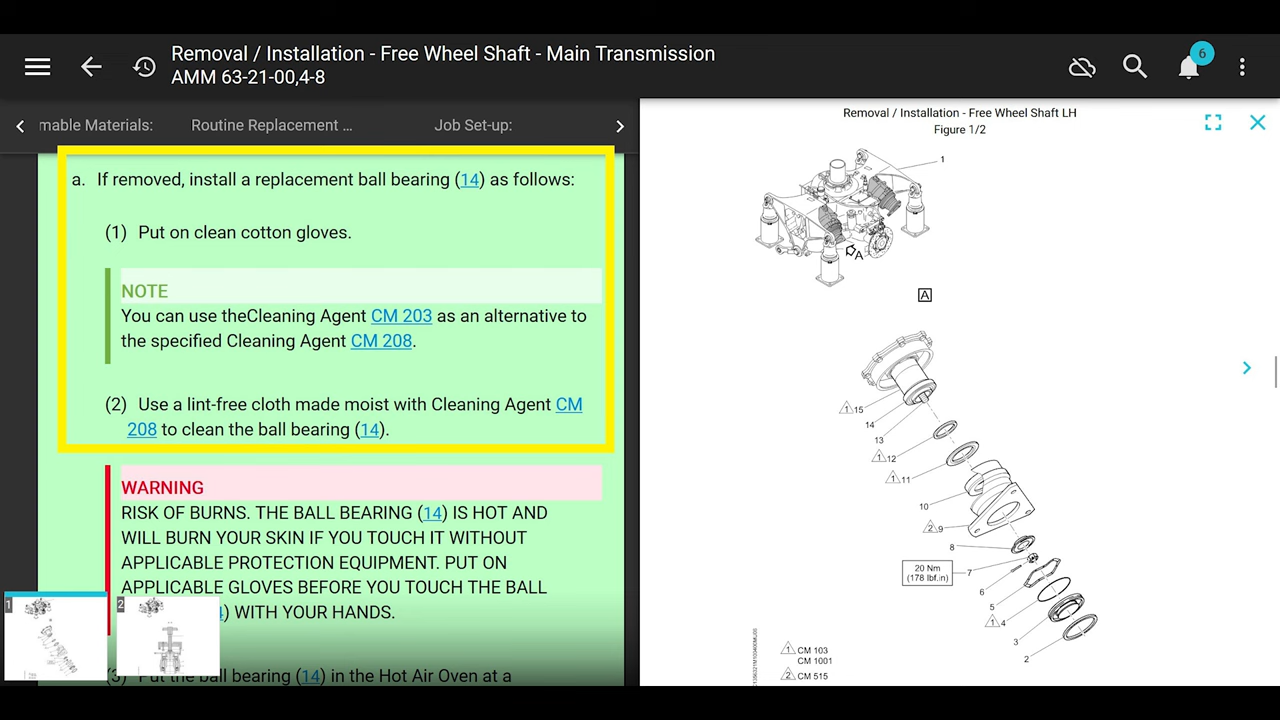 Removal / Installation - Free Wheel Shaft - Main Transmission
AMM 63-21-00,4-8
6
mable Materials:
Routine Replacement ...
Job Set-up:
a. If removed, install a replacement ball bearing (14) as follows:
(1) Put on clean cotton gloves.
NOTE
You can use theCleaning Agent CM 203 as an alternative to
the specified Cleaning Agent CM 208.
(2) Use a lint-free cloth made moist with Cleaning Agent CM
208 to clean the ball bearing (14).
WARNING
RISK OF BURNS. THE BALL BEARING (14) IS HOT AND
WILL BURN YOUR SKIN IF YOU TOUCH IT WITHOUT
APPLICABLE PROTECTION EQUIPMENT. PUT ON
APPLICABLE GLOVES BEFORE YOU TOUCH THE BALL
4) WITH YOUR HANDS.
(3) Put the ball bearing (14) in the Hot Air Oven at a
1
2
Removal / Installation - Free Wheel Shaft LH
Figure 1/2
1
A
A
1 15
14
13
1 12
1 11
10
2 9
8
20 Nm
(178 lbf.in)
7
6
5
1 4
3
2
1 CM 103
CM 1001
2 CM 515